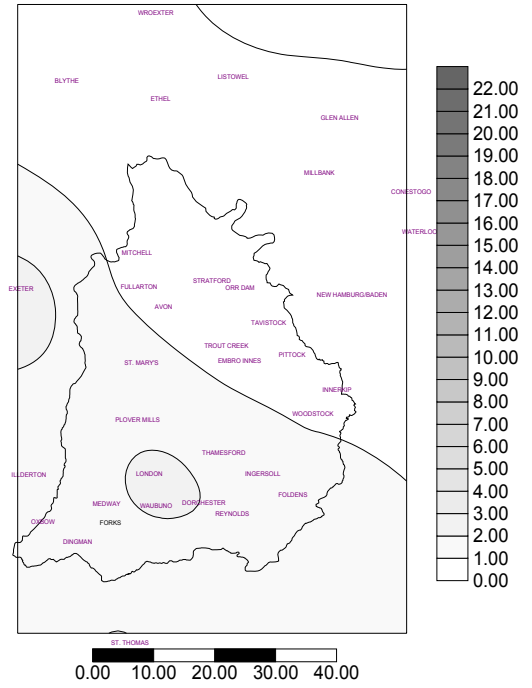 WROEXTER
LISTOWEL
BLYTHE
ETHEL
GLEN ALLEN
MILLBANK
CONESTOGO
WATERLOO
MITCHELL
STRATFORD
EXETER
FULLARTON
ORR DAM
NEW HAMBURG/BADEN
AVON
TAVISTOCK
TROUT CREEK
PITTOCK
ST. MARY'S
EMBRO INNES
INNERKIP
WOODSTOCK
PLOVER MILLS
THAMESFORD
ILLDERTON
LONDON
INGERSOLL
FOLDENS
MEDWAY
WAUBUNO
DORCHESTER
REYNOLDS
OXBOW
FORKS
DINGMAN
ST. THOMAS
0.00 10.00 20.00 30.00 40.00
22.00
21.00
20.00
19.00
18.00
17.00
16.00
15.00
14.00
13.00
12.00
11.00
10.00
9.00
8.00
7.00
6.00
5.00
4.00
3.00
2.00
1.00
0.00